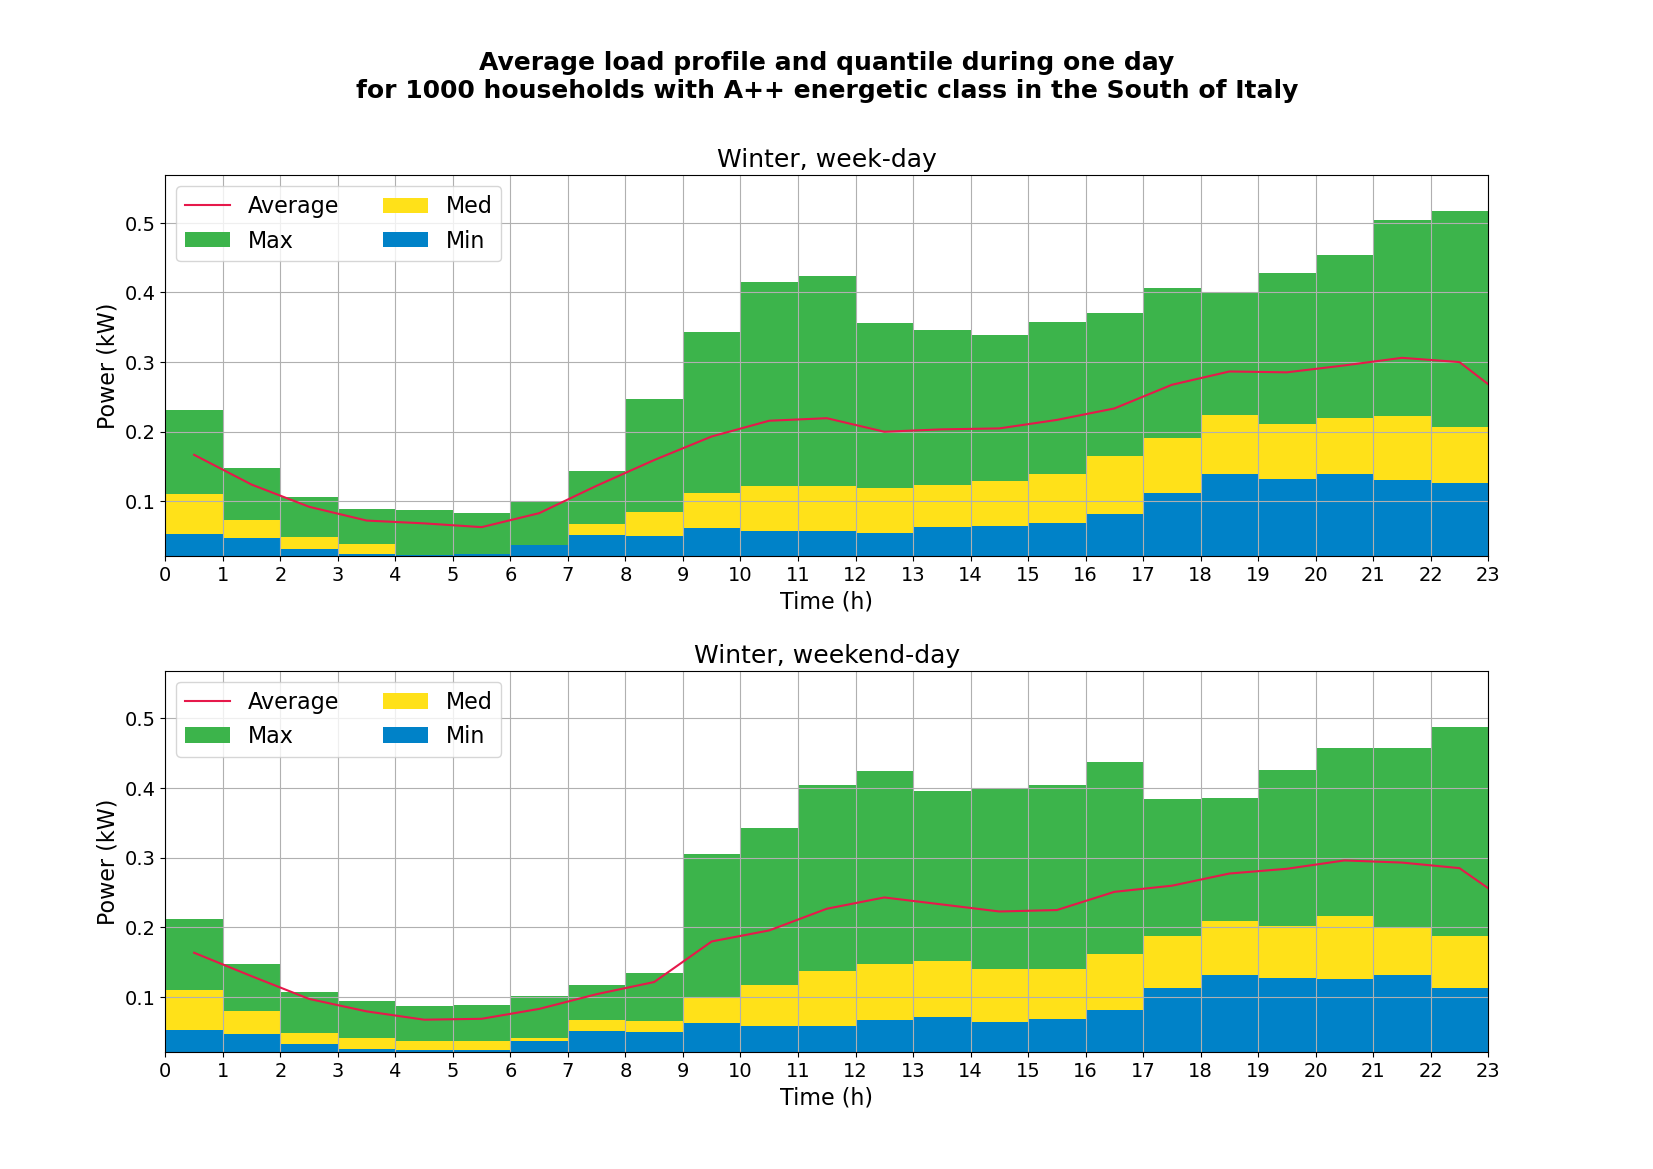 Average load profile and quantile during one day
for 1000 households with A++ energetic class in the South of Italy
Winter, week-day
Average
Max
Med
Min
Power (kW)
0.5
0.4
0.3
0.2
0.1
0 1 2 3 4 5 6 7 8 9 10 11 12 13 14 15 16 17 18 19 20 21 22 23
Time (h)
Winter, weekend-day
Average
Max
Med
Min
Power (kW)
0.5
0.4
0.3
0.2
0.1
0 1 2 3 4 5 6 7 8 9 10 11 12 13 14 15 16 17 18 19 20 21 22 23
Time (h)